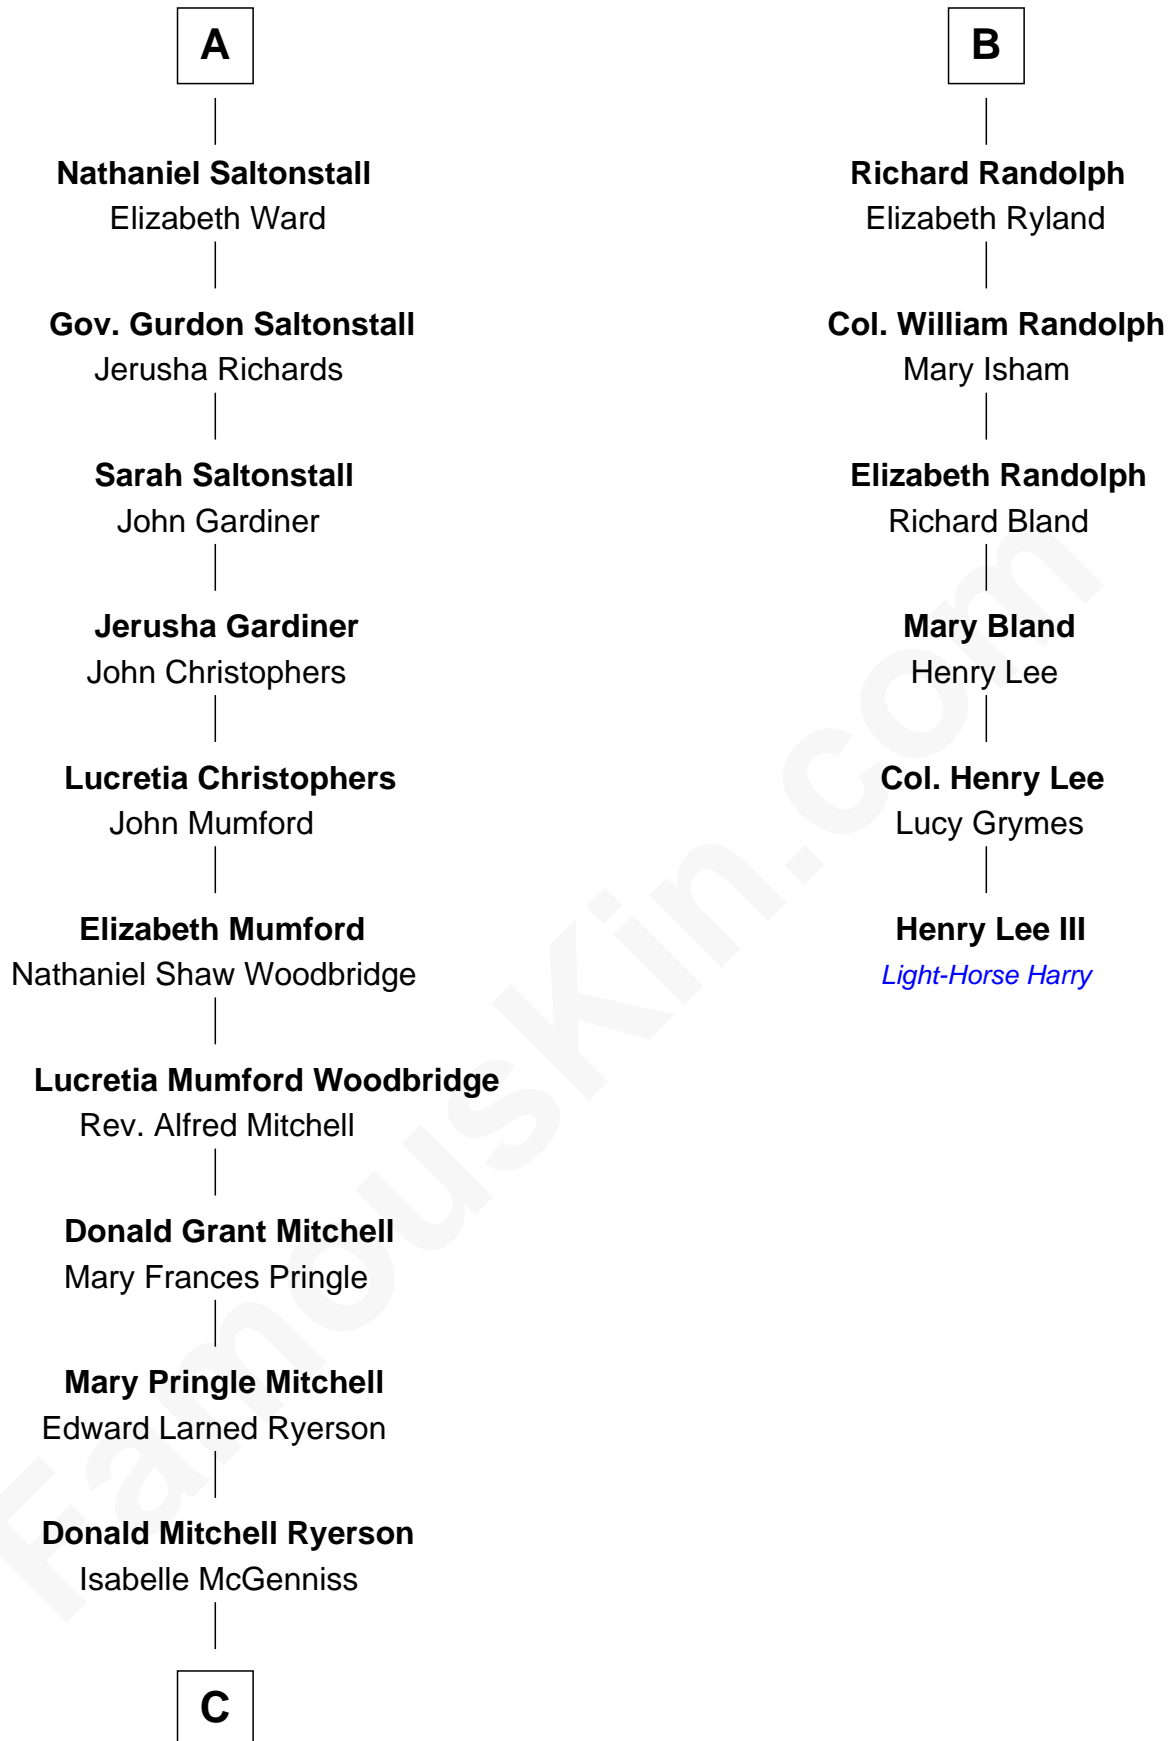 A
Nathaniel Saltonstall
Elizabeth Ward
Gov. Gurdon Saltonstall
Jerusha Richards
Sarah Saltonstall
John Gardiner
Jerusha Gardiner
John Christophers
Lucretia Christophers
John Mumford
Elizabeth Mumford
Nathaniel Shaw Woodbridge
Lucretia Mumford Woodbridge
Rev. Alfred Mitchell
Donald Grant Mitchell
Mary Frances Pringle
Mary Pringle Mitchell
Edward Larned Ryerson
Donald Mitchell Ryerson
Isabelle McGenniss
C
B
Richard Randolph
Elizabeth Ryland
Col. William Randolph
Mary Isham
Elizabeth Randolph
Richard Bland
Mary Bland
Henry Lee
Col. Henry Lee
Lucy Grymes
Henry Lee III
Light-Horse Harry
FamousKin.com